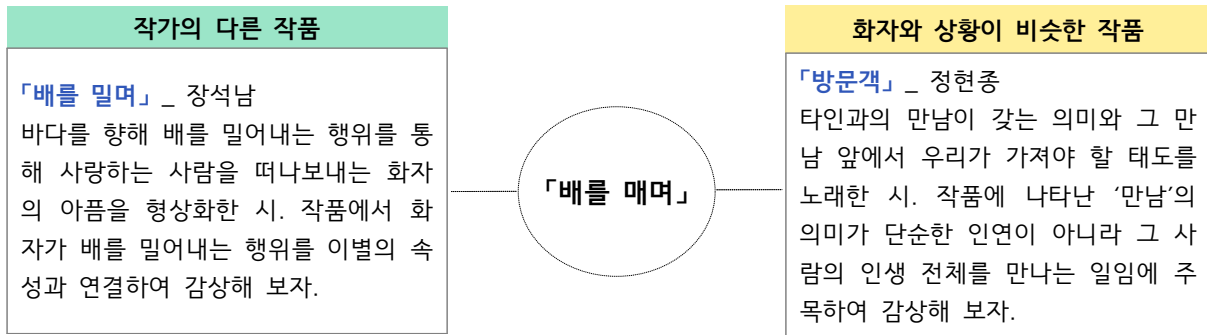 작가의 다른 작품
「배를 밀며」 _ 장석남
바다를 향해 배를 밀어내는 행위를 통
해 사랑하는 사람을 떠나보내는 화자
의 아픔을 형상화한 시. 작품에서 화
자가 배를 밀어내는 행위를 이별의 속
성과 연결하여 감상해 보자.
「배를 매며」
화자와 상황이 비슷한 작품
「방문객」 _ 정현종
타인과의 만남이 갖는 의미와 그 만
남 앞에서 우리가 가져야 할 태도를
노래한 시. 작품에 나타난 ‘만남’의
의미가 단순한 인연이 아니라 그 사
람의 인생 전체를 만나는 일임에 주
목하여 감상해 보자.